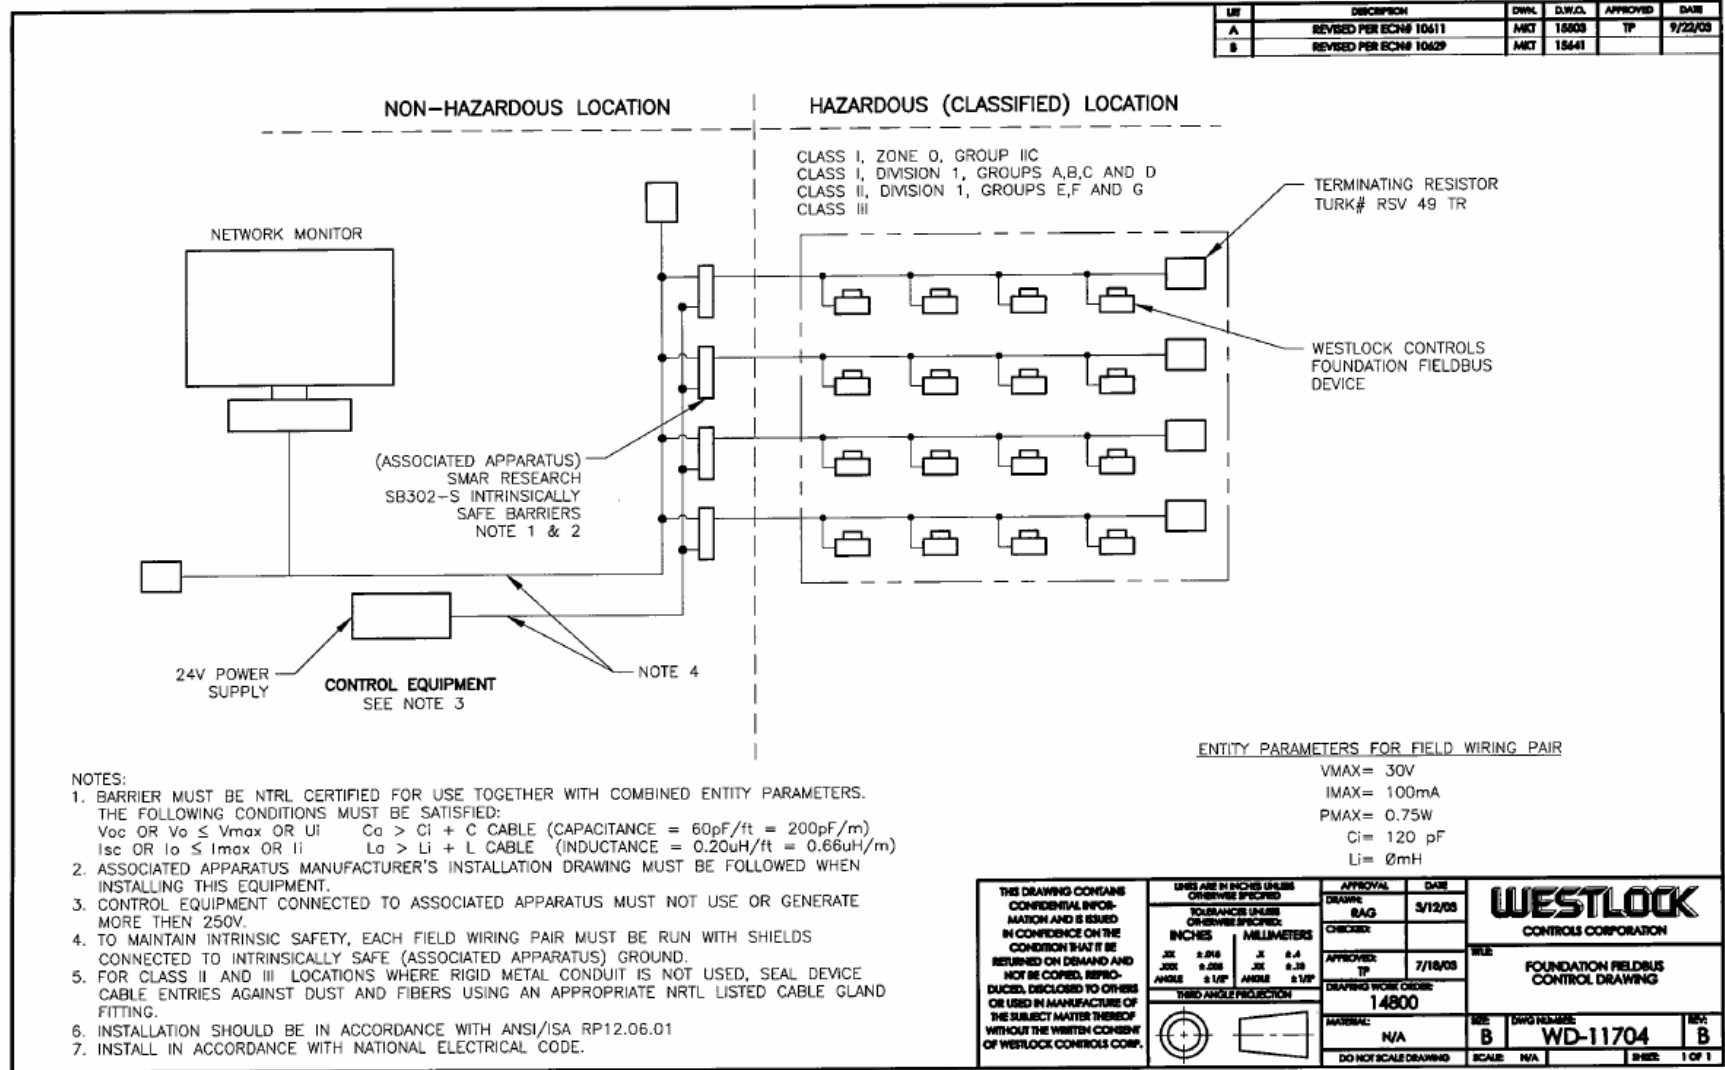 LET DESCRIPTION DWN. D.W.O. APPROVED DATE
A REVISED PER ECN# 10611 MKT 15503 TP 9/22/03
B REVISED PER ECN# 10629 MKT 15641
NON-HAZARDOUS LOCATION
HAZARDOUS (CLASSIFIED) LOCATION
CLASS I, ZONE 0, GROUP IIC
CLASS I, DIVISION 1, GROUPS A,B,C AND D
CLASS II, DIVISION 1, GROUPS E,F AND G
CLASS III
TERMINATING RESISTOR
TURK# RSV 49 TR
NETWORK MONITOR
WESTLOCK CONTROLS
FOUNDATION FIELDBUS
DEVICE
(ASSOCIATED APPARATUS)
SMAR RESEARCH
SB302-S INTRINSICALLY
SAFE BARRIERS
NOTE 1 & 2
24V POWER
SUPPLY
CONTROL EQUIPMENT
SEE NOTE 3
NOTE 4
ENTITY PARAMETERS FOR FIELD WIRING PAIR
VMAX= 30V
IMAX= 100mA
PMAX= 0.75W
Ci= 120 pF
Li= ØmH
NOTES:
1. BARRIER MUST BE NTRL CERTIFIED FOR USE TOGETHER WITH COMBINED ENTITY PARAMETERS.
THE FOLLOWING CONDITIONS MUST BE SATISFIED:
Voc OR Vo ≤ Vmax OR Ui Ca > Ci + C CABLE (CAPACITANCE = 60pF/ft = 200pF/m)
Isc OR Io ≤ Imax OR Ii La > Li + L CABLE (INDUCTANCE = 0.20uH/ft = 0.66uH/m)
2. ASSOCIATED APPARATUS MANUFACTURER'S INSTALLATION DRAWING MUST BE FOLLOWED WHEN
INSTALLING THIS EQUIPMENT.
3. CONTROL EQUIPMENT CONNECTED TO ASSOCIATED APPARATUS MUST NOT USE OR GENERATE
MORE THEN 250V.
4. TO MAINTAIN INTRINSIC SAFETY, EACH FIELD WIRING PAIR MUST BE RUN WITH SHIELDS
CONNECTED TO INTRINSICALLY SAFE (ASSOCIATED APPARATUS) GROUND.
5. FOR CLASS II AND III LOCATIONS WHERE RIGID METAL CONDUIT IS NOT USED, SEAL DEVICE
CABLE ENTRIES AGAINST DUST AND FIBERS USING AN APPROPRIATE NRTL LISTED CABLE GLAND
FITTING.
6. INSTALLATION SHOULD BE IN ACCORDANCE WITH ANSI/ISA RP12.06.01
7. INSTALL IN ACCORDANCE WITH NATIONAL ELECTRICAL CODE.
THIS DRAWING CONTAINS
CONFIDENTIAL INFOR-
MATION AND IS ISSUED
IN CONFIDENCE ON THE
CONDITION THAT IT BE
RETURNED ON DEMAND AND
NOT BE COPIED, REPRO-
DUCED, DISCLOSED TO OTHERS
OR USED IN MANUFACTURE OF
THE SUBJECT MATTER THEREOF
WITHOUT THE WRITTEN CONSENT
OF WESTLOCK CONTROLS CORP.
UNITS ARE IN INCHES UNLESS
OTHERWISE SPECIFIED
TOLERANCES UNLESS
OTHERWISE SPECIFIED:
INCHES MILLIMETERS
.XX ±.015 .X ±.4
.XXX ±.005 .XX ±.13
ANGLE ±1/2° ANGLE ±1/2°
THIRD ANGLE PROJECTION
APPROVAL DATE
DRAWN: RAG 3/12/03
CHECKED:
APPROVED: TP 7/18/03
DRAFTING WORK ORDER:
14800
MATERIAL:
N/A
DO NOT SCALE DRAWING
WESTLOCK
CONTROLS CORPORATION
TITLE:
FOUNDATION FIELDBUS
CONTROL DRAWING
SIZE: B DWG NUMBER: WD-11704 REV: B
SCALE: N/A SHEET: 1 OF 1